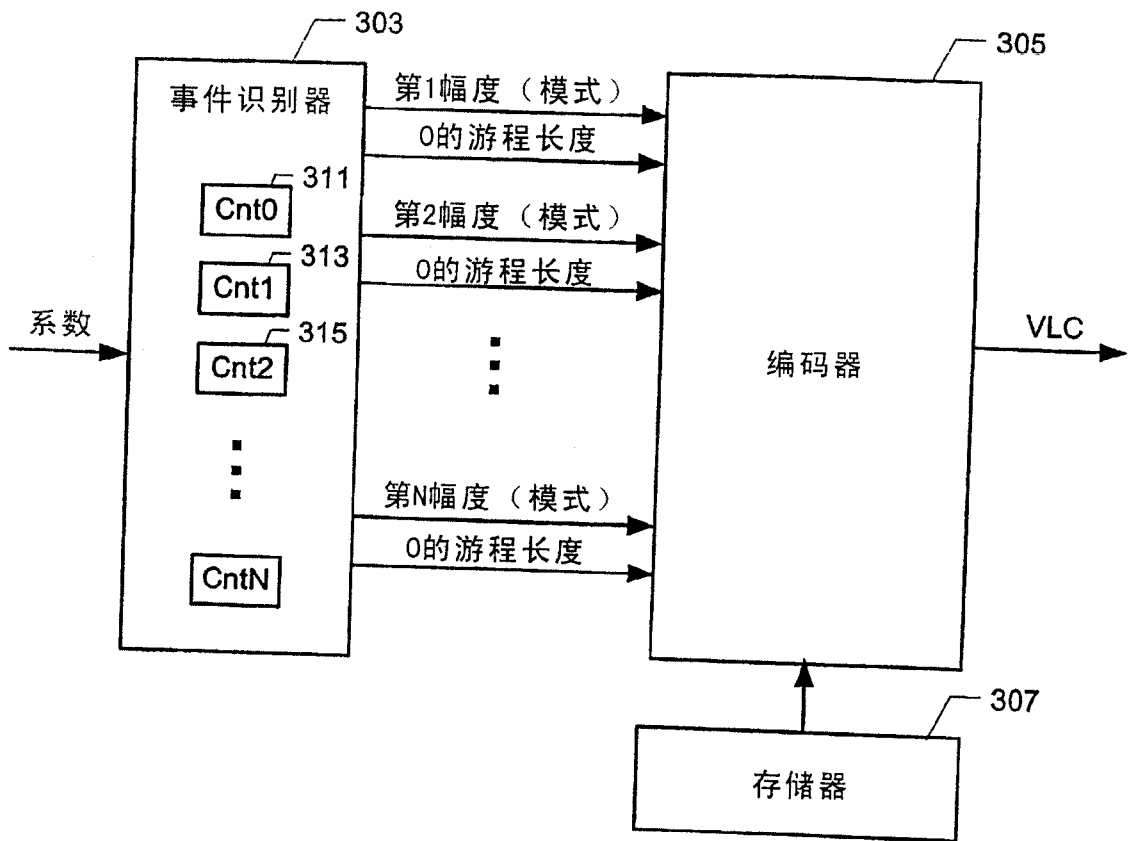 303
305
事件识别器
第1幅度（模式）
0的游程长度
311
Cnt0
第2幅度（模式）
0的游程长度
313
Cnt1
系数
315
Cnt2
VLC
编码器
第N幅度（模式）
0的游程长度
CntN
307
存储器